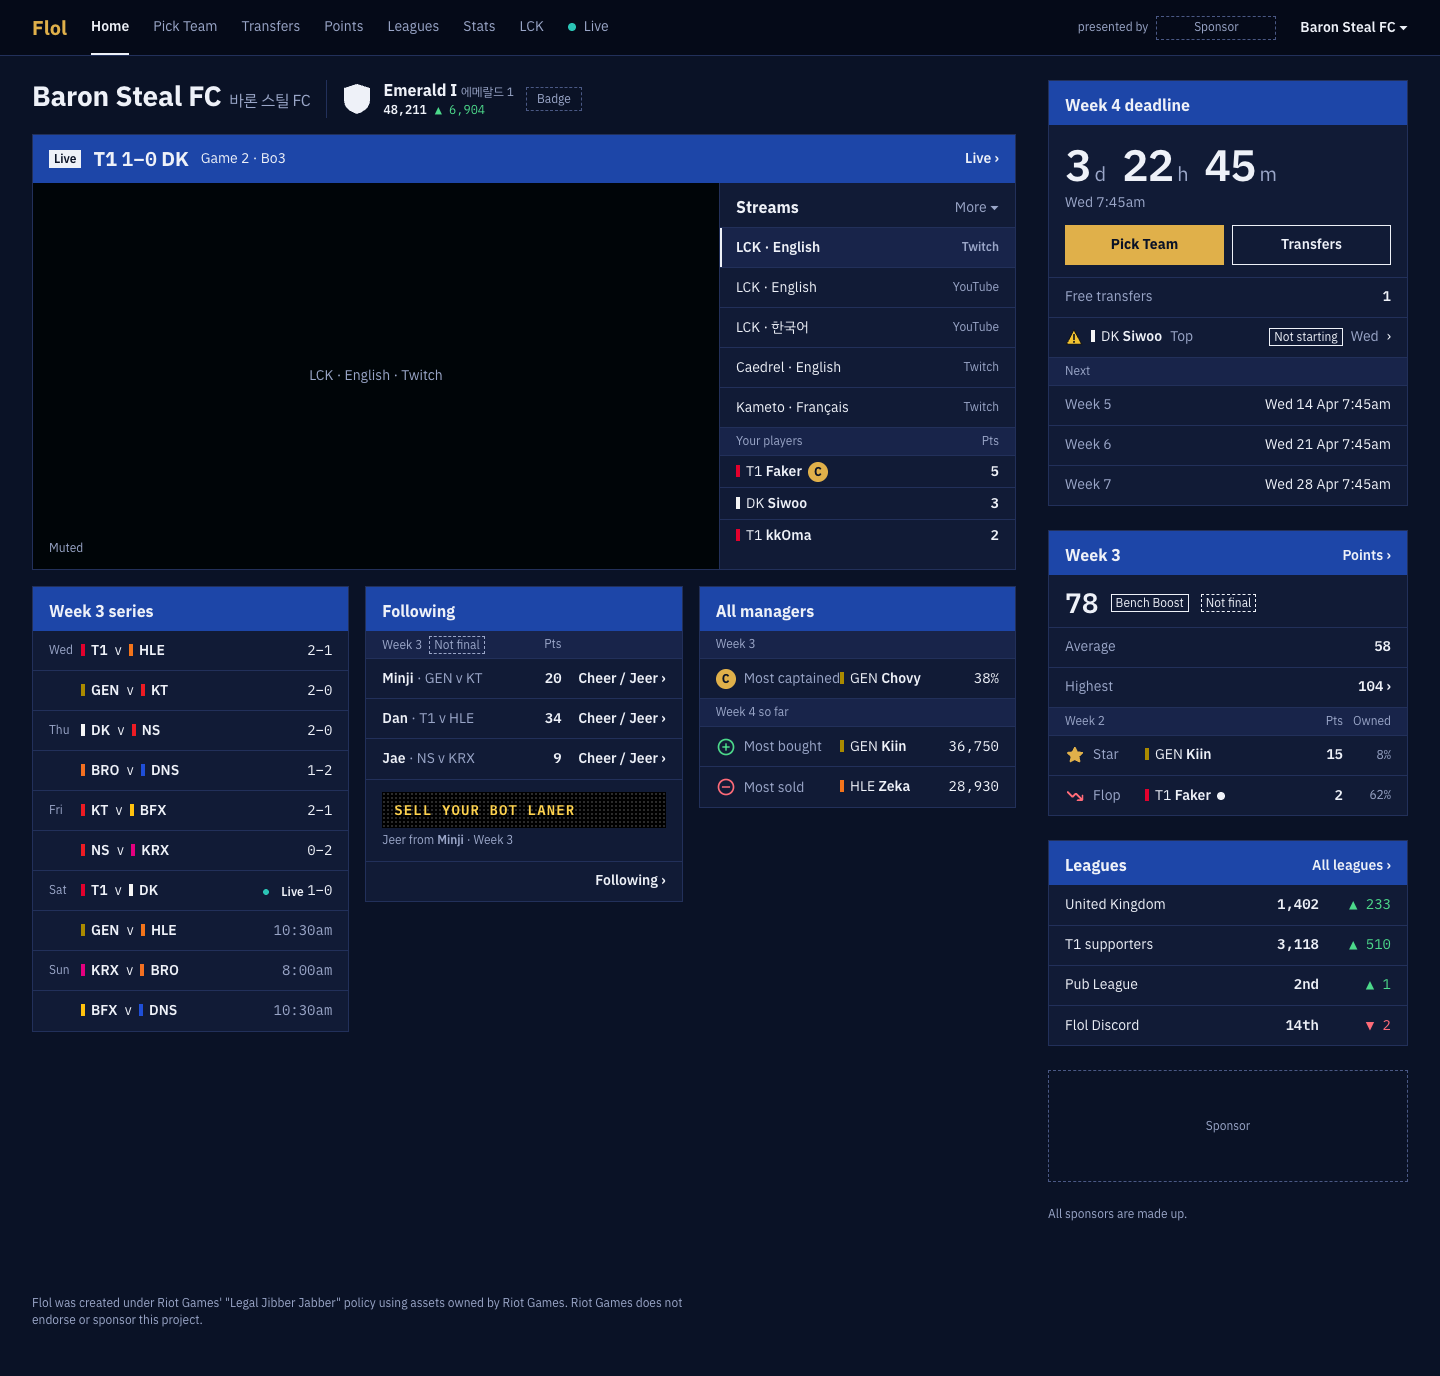 Flol Home Pick Team Transfers Points Leagues Stats LCK Live presented by Sponsor Baron Steal FC
Baron Steal FC 바론 스틸 FC
Emerald I 에메랄드 1
48,211 ▲ 6,904
Badge
Live T1 1–0 DK Game 2 · Bo3 Live ›
LCK · English · Twitch
Muted
Streams More
LCK · English Twitch
LCK · English YouTube
LCK · 한국어 YouTube
Caedrel · English Twitch
Kameto · Français Twitch
Your players Pts
T1 Faker C 5
DK Siwoo 3
T1 kkOma 2
Week 3 series
Wed T1 v HLE 2–1
GEN v KT 2–0
Thu DK v NS 2–0
BRO v DNS 1–2
Fri KT v BFX 2–1
NS v KRX 0–2
Sat T1 v DK Live 1–0
GEN v HLE 10:30am
Sun KRX v BRO 8:00am
BFX v DNS 10:30am
Following
Week 3 Not final Pts
Minji · GEN v KT 20 Cheer / Jeer ›
Dan · T1 v HLE 34 Cheer / Jeer ›
Jae · NS v KRX 9 Cheer / Jeer ›
SELL YOUR BOT LANER
Jeer from Minji · Week 3
Following ›
All managers
Week 3
C Most captained GEN Chovy 38%
Week 4 so far
Most bought GEN Kiin 36,750
Most sold HLE Zeka 28,930
Week 4 deadline
3 d 22 h 45 m
Wed 7:45am
Pick Team Transfers
Free transfers 1
DK Siwoo Top Not starting Wed ›
Next
Week 5 Wed 14 Apr 7:45am
Week 6 Wed 21 Apr 7:45am
Week 7 Wed 28 Apr 7:45am
Week 3 Points ›
78 Bench Boost Not final
Average 58
Highest 104 ›
Week 2 Pts Owned
Star GEN Kiin 15 8%
Flop T1 Faker 2 62%
Leagues All leagues ›
United Kingdom 1,402 ▲ 233
T1 supporters 3,118 ▲ 510
Pub League 2nd ▲ 1
Flol Discord 14th ▼ 2
Sponsor
All sponsors are made up.
Flol was created under Riot Games' "Legal Jibber Jabber" policy using assets owned by Riot Games. Riot Games does not
endorse or sponsor this project.